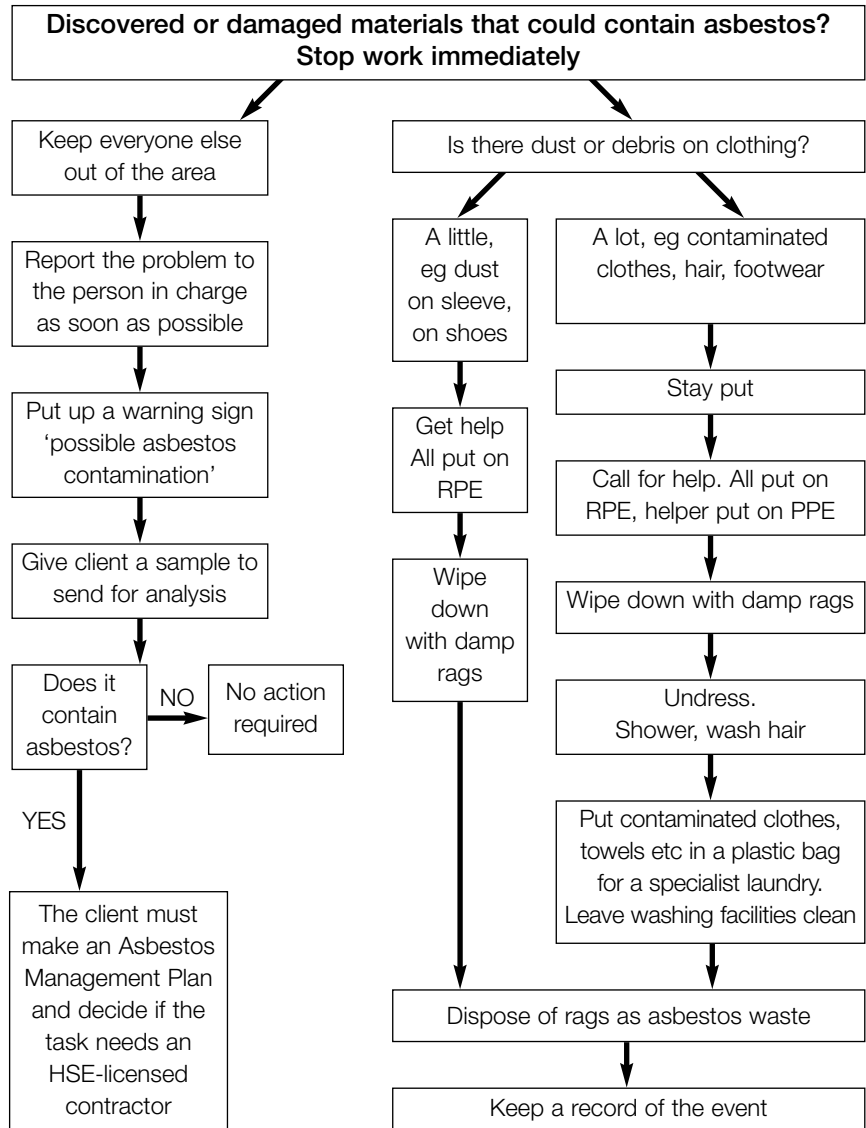 Discovered or damaged materials that could contain asbestos?
Stop work immediately
Keep everyone else
out of the area
Report the problem to
the person in charge
as soon as possible
Put up a warning sign
‘possible asbestos
contamination’
Give client a sample to
send for analysis
Does it
contain
asbestos?
NO
No action
required
YES
The client must
make an Asbestos
Management Plan
and decide if the
task needs an
HSE-licensed
contractor
Is there dust or debris on clothing?
A little,
eg dust
on sleeve,
on shoes
Get help
All put on
RPE
Wipe
down
with damp
rags
A lot, eg contaminated
clothes, hair, footwear
Stay put
Call for help. All put on
RPE, helper put on PPE
Wipe down with damp rags
Undress.
Shower, wash hair
Put contaminated clothes,
towels etc in a plastic bag
for a specialist laundry.
Leave washing facilities clean
Dispose of rags as asbestos waste
Keep a record of the event